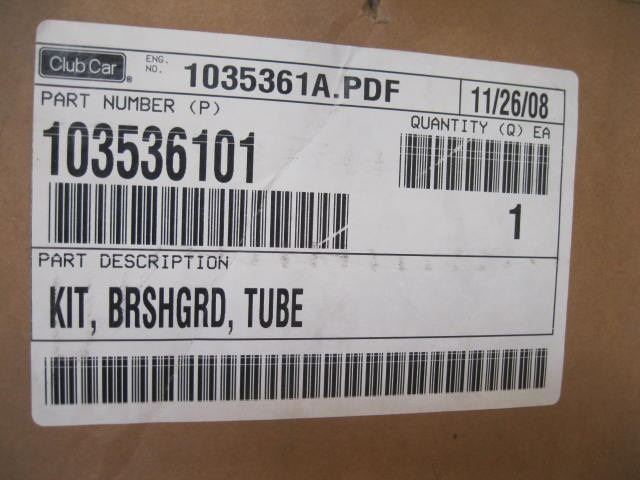 Club Car ®
ENG. NO.
1035361A.PDF
11/26/08
PART NUMBER (P)
103536101
QUANTITY (Q) EA
1
PART DESCRIPTION
KIT, BRSHGRD, TUBE